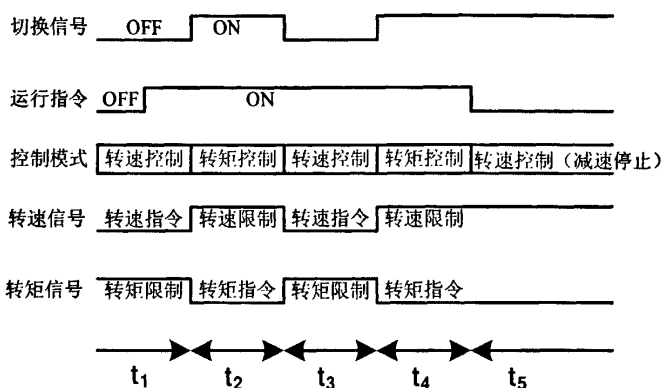 切换信号 OFF ON
运行指令 OFF ON
控制模式 转速控制 转矩控制 转速控制 转矩控制 转速控制（减速停止）
转速信号 转速指令 转速限制 转速指令 转速限制
转矩信号 转矩限制 转矩指令 转矩限制 转矩指令
t₁ t₂ t₃ t₄ t₅